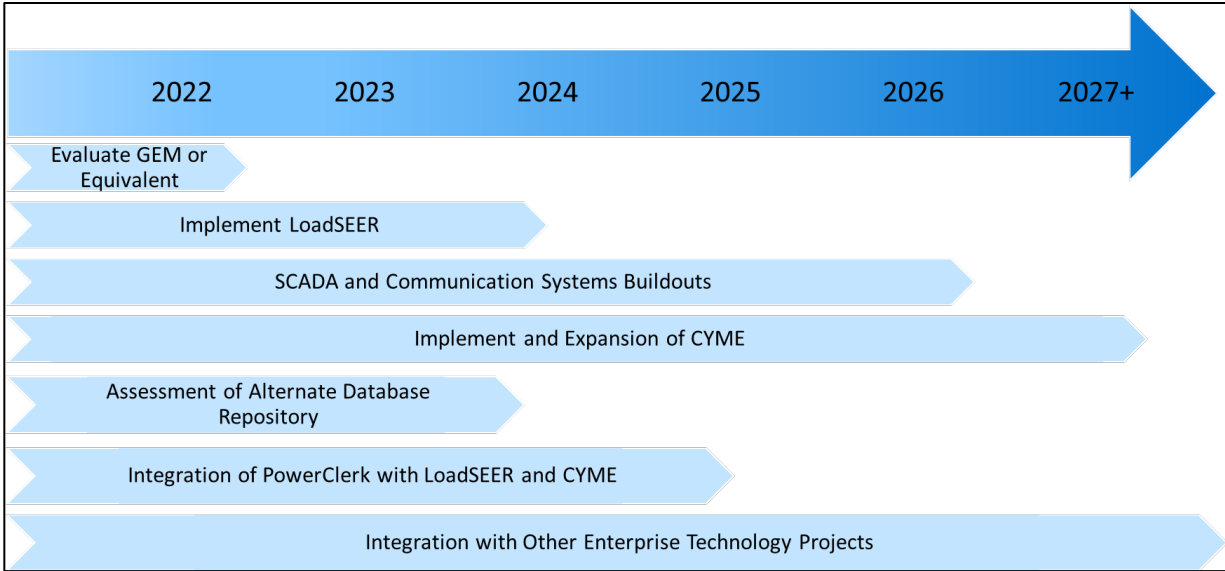 2022 2023 2024 2025 2026 2027+
Evaluate GEM or
Equivalent
Implement LoadSEER
SCADA and Communication Systems Buildouts
Implement and Expansion of CYME
Assessment of Alternate Database
Repository
Integration of PowerClerk with LoadSEER and CYME
Integration with Other Enterprise Technology Projects